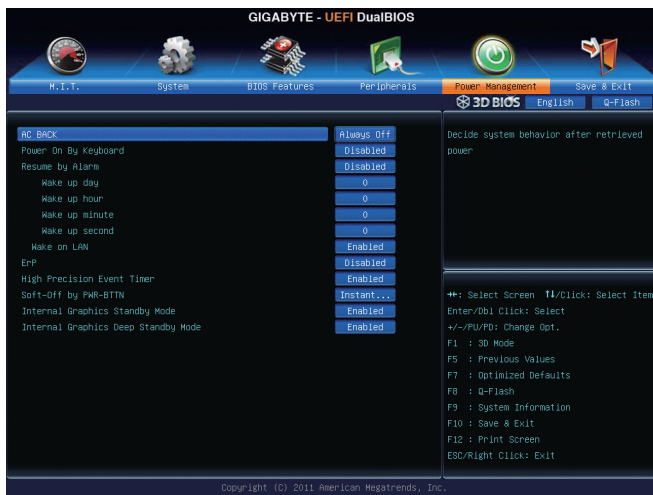 GIGABYTE - UEFI DualBIOS
M.I.T. System BIOS Features Peripherals Power Management Save & Exit
3D BIOS English Q-Flash
AC BACK Always Off
Power On By Keyboard Disabled
Resume by Alarm Disabled
Wake up day 0
Wake up hour 0
Wake up minute 0
Wake up second 0
Wake on LAN Enabled
ErP Disabled
High Precision Event Timer Enabled
Soft-Off by PWR-BTTN Instant...
Internal Graphics Standby Mode Enabled
Internal Graphics Deep Standby Mode Enabled
Decide system behavior after retrieved
power
→←: Select Screen ↑↓/Click: Select Item
Enter/Dbl Click: Select
+/-/PU/PD: Change Opt.
F1 : 3D Mode
F5 : Previous Values
F7 : Optimized Defaults
F8 : Q-Flash
F9 : System Information
F10 : Save & Exit
F12 : Print Screen
ESC/Right Click: Exit
Copyright (C) 2011 American Megatrends, Inc.